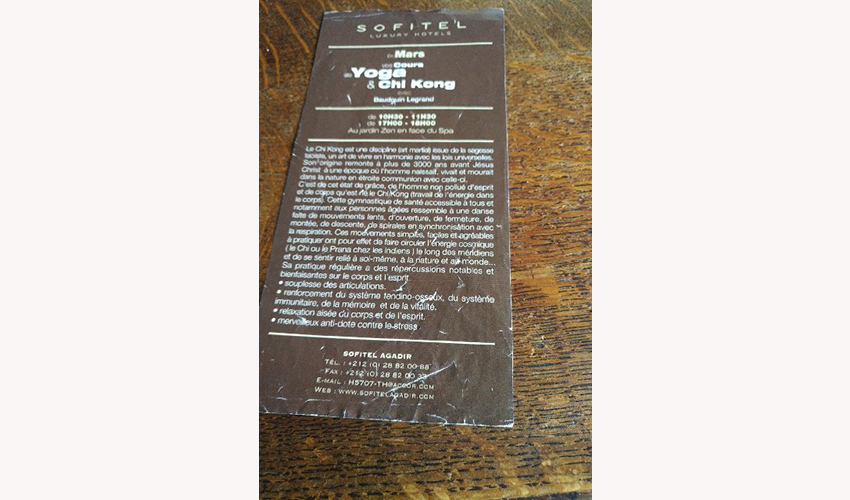 SOFITEL
LUXURY HOTELS
En Mars
vos Cours
de Yoga
& Chi Kong
avec
Baudouin Legrand
de 10H30 - 11H30
de 17H00 - 18H00
Au jardin Zen en face du Spa
Le Chi Kong est une discipline (art martial) issue de la sagesse
taoïste, un art de vivre en harmonie avec les lois universelles.
Son origine remonte à plus de 3000 ans avant Jésus
Christ à une époque où l'homme naissait, vivait et mourait
dans la nature en étroite communion avec celle-ci.
C'est de cet état de grâce, de l'homme non pollué d'esprit
et de corps qu'est né le Chi Kong (travail de l'énergie dans
le corps). Cette gymnastique de santé accessible à tous et
notamment aux personnes âgées ressemble à une danse
faite de mouvements lents, d'ouverture, de fermeture, de
montée, de descente, de spirales en synchronisation avec
la respiration. Ces mouvements simples, faciles et agréables
à pratiquer ont pour effet de faire circuler l'énergie cosmique
( le Chi ou le Prana chez les indiens ) le long des méridiens
et de se sentir relié à soi-même, à la nature et au monde...
Sa pratique régulière a des répercussions notables et
bienfaisantes sur le corps et l'esprit
• souplesse des articulations.
• renforcement du système tendino-osseux, du système
immunitaire, de la mémoire et de la vitalité.
• relaxation aisée du corps et de l'esprit.
• merveilleux anti-dote contre le stress
SOFITEL AGADIR
TÉL. : +212 (0) 28 82 00 88
FAX : +212 (0) 28 82 00 33
E-MAIL : H5707-TH@ACCOR.COM
WEB : WWW.SOFITELAGADIR.COM